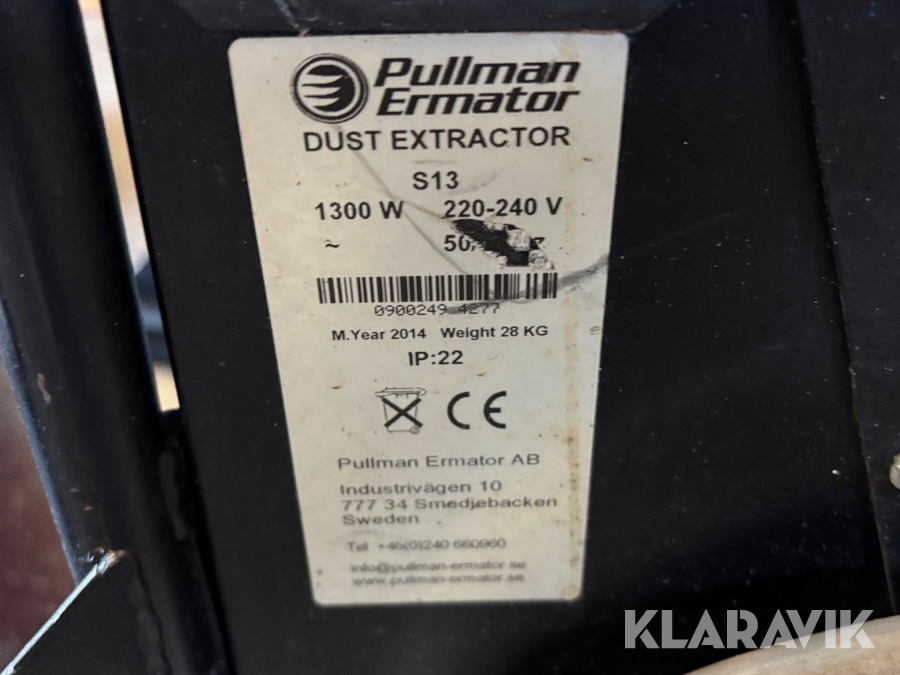 Pullman
Ermator
DUST EXTRACTOR
S13
1300 W 220-240 V
~ 50/
0900249 4277
M.Year 2014 Weight 28 KG
IP:22
CE
Pullman Ermator AB
Industrivägen 10
777 34 Smedjebacken
Sweden
Tel +46(0)240 660960
info@pullman-ermator.se
www.pullman-ermator.se
KLARAVIK